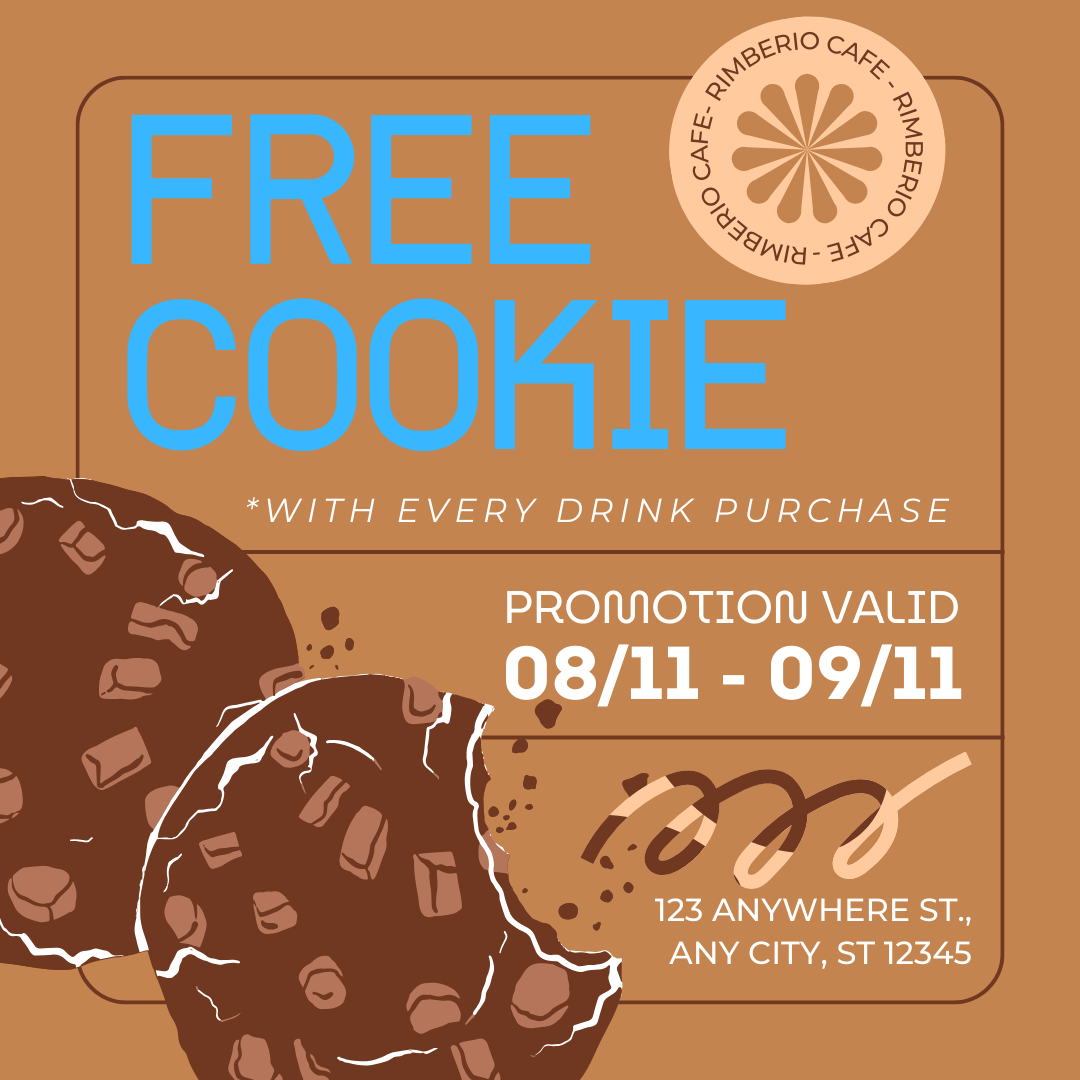 RIMBERIO CAFE - RIMBERIO CAFE - RIMBERIO CAFE-
FREE
COOKIE
*WITH EVERY DRINK PURCHASE
PROMOTION VALID
08/11 - 09/11
123 ANYWHERE ST.,
ANY CITY, ST 12345